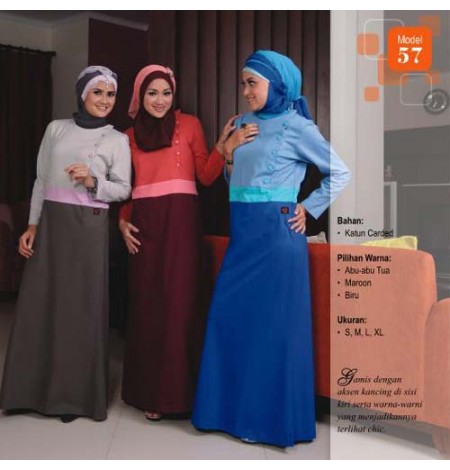 Model
57
Bahan:
• Katun Carded
Pilihan Warna:
• Abu-abu Tua
• Maroon
• Biru
Ukuran:
• S, M, L, XL
Gamis dengan
aksen kancing di sisi
kiri serta warna-warni
yang menjadikannya
terlihat chic.